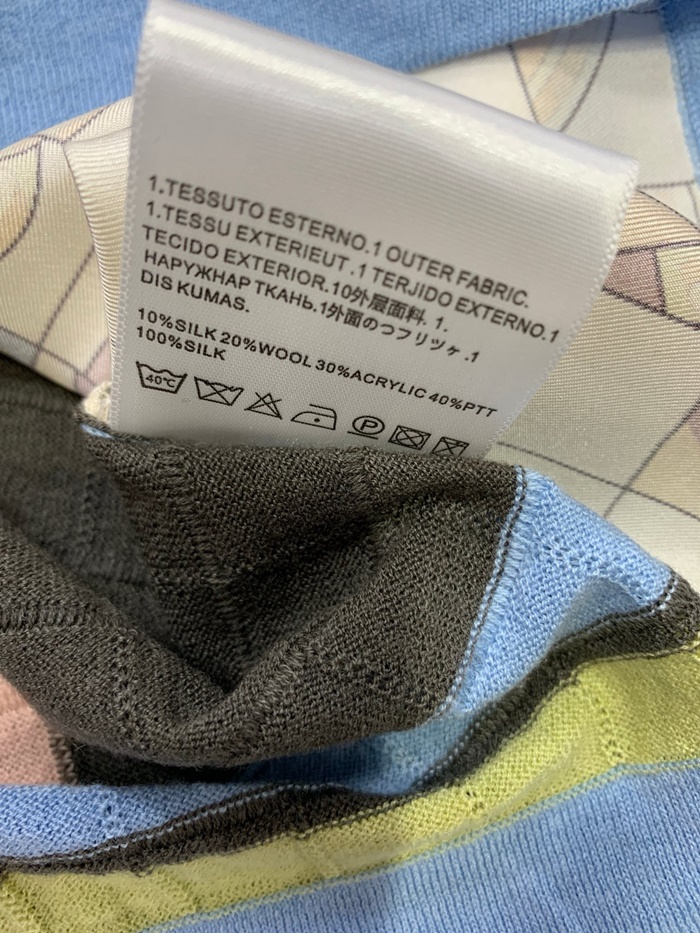 1.TESSUTO ESTERNO.1 OUTER FABRIC.
1.TESSU EXTERIEUT .1 TERJIDO EXTERNO.1
TECIDO EXTERIOR.10外层面料. 1.
НАРУЖНАР ТКАНЬ.1外面のつフリツヶ.1
DIS KUMAS.
10%SILK 20%WOOL 30%ACRYLIC 40%PTT
100%SILK
40℃ P